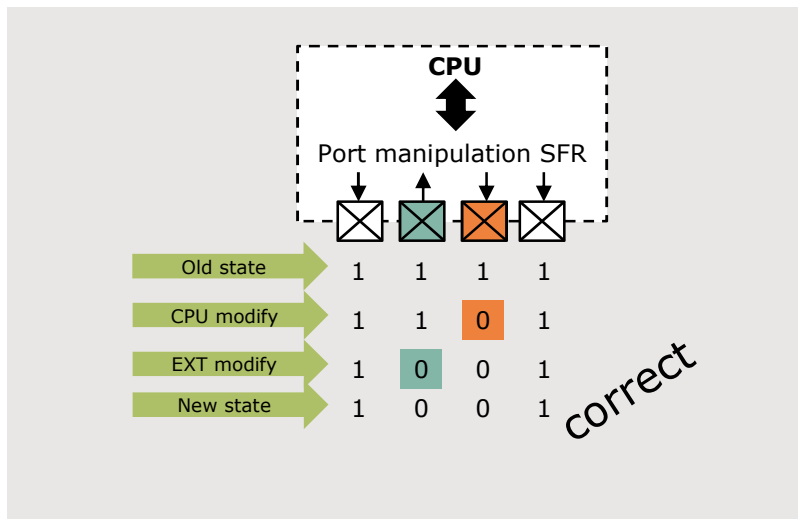 CPU
Port manipulation SFR
Old state 1 1 1 1
CPU modify 1 1 0 1
EXT modify 1 0 0 1
New state 1 0 0 1
correct